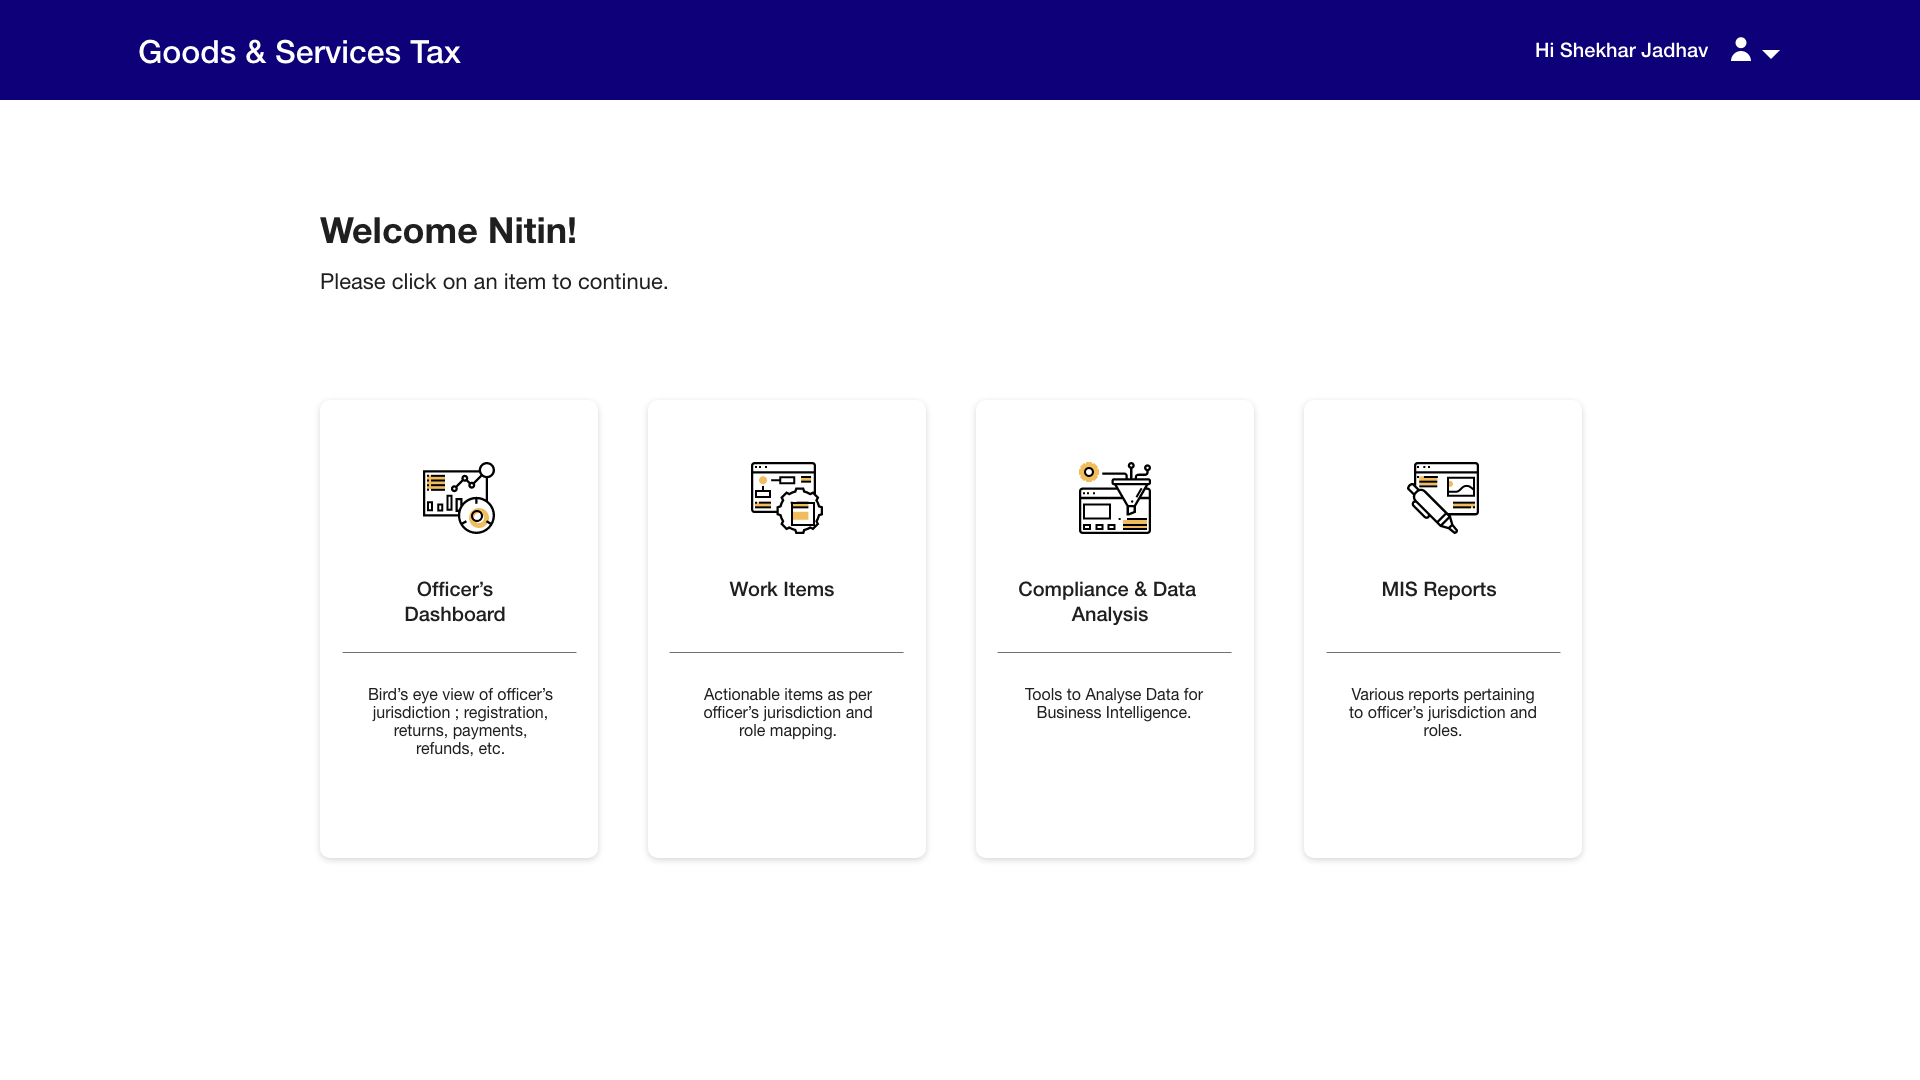 Goods & Services Tax
Hi Shekhar Jadhav
Welcome Nitin!
Please click on an item to continue.
Officer’s
Dashboard
Bird’s eye view of officer’s
jurisdiction ; registration,
returns, payments,
refunds, etc.
Work Items
Actionable items as per
officer’s jurisdiction and
role mapping.
Compliance & Data
Analysis
Tools to Analyse Data for
Business Intelligence.
MIS Reports
Various reports pertaining
to officer’s jurisdiction and
roles.